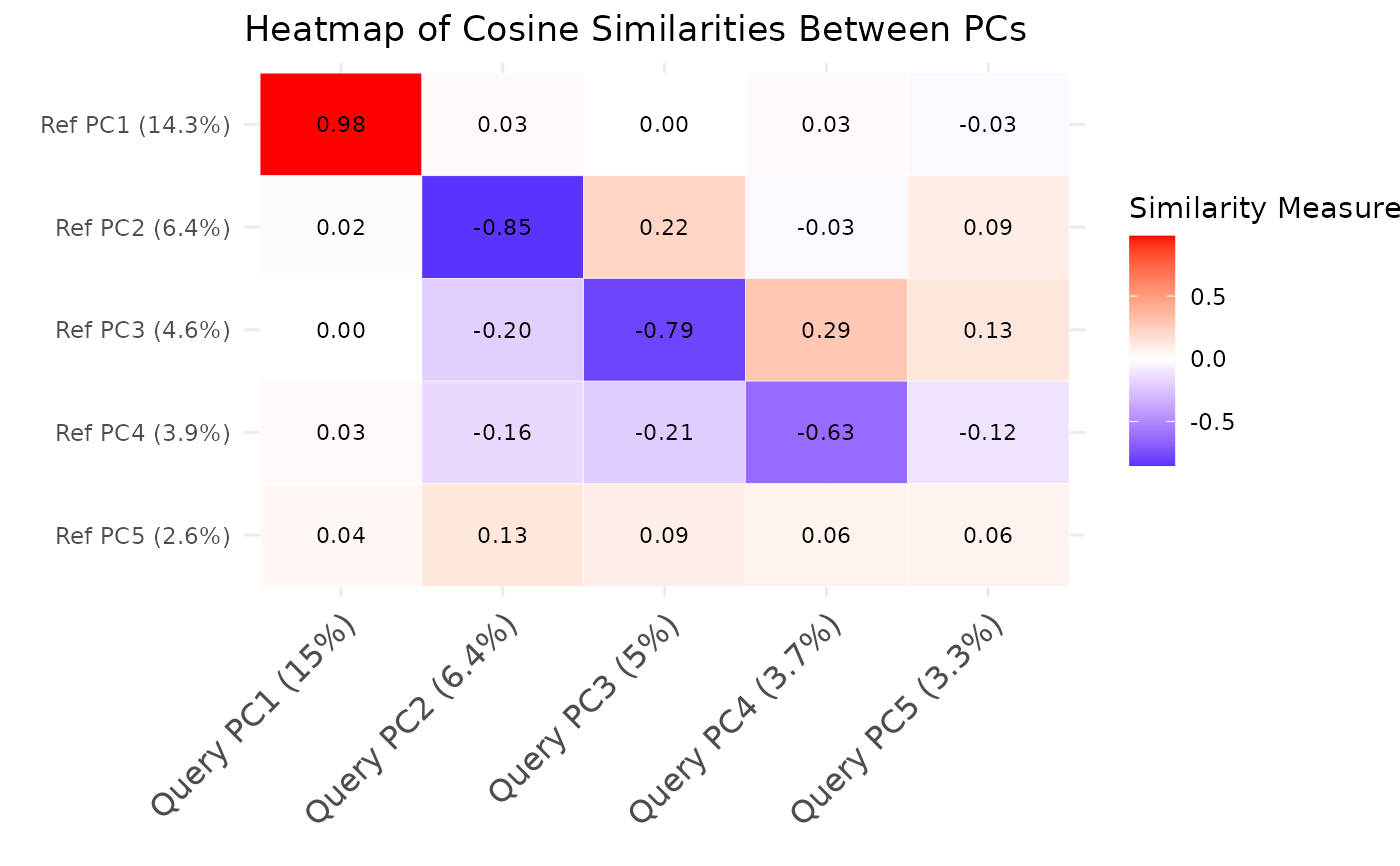 Heatmap of Cosine Similarities Between PCs
Ref PC1 (14.3%) 0.98 0.03 0.00 0.03 -0.03
Ref PC2 (6.4%) 0.02 -0.85 0.22 -0.03 0.09
Ref PC3 (4.6%) 0.00 -0.20 -0.79 0.29 0.13
Ref PC4 (3.9%) 0.03 -0.16 -0.21 -0.63 -0.12
Ref PC5 (2.6%) 0.04 0.13 0.09 0.06 0.06
Query PC1 (15%)
Query PC2 (6.4%)
Query PC3 (5%)
Query PC4 (3.7%)
Query PC5 (3.3%)
Similarity Measure
0.5
0.0
-0.5